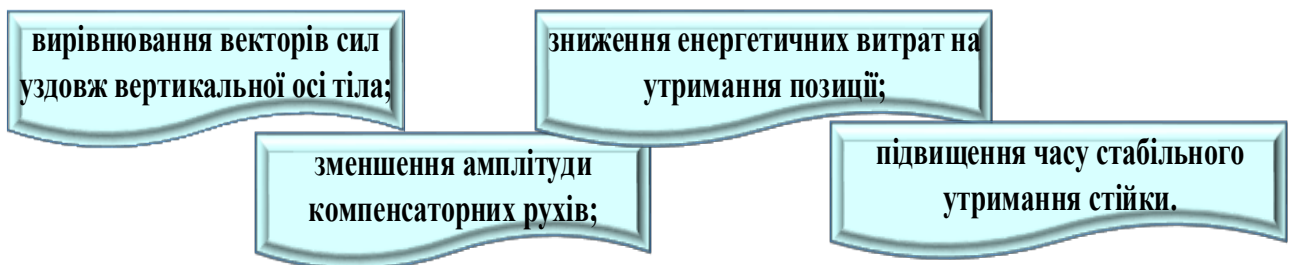 вирівнювання векторів сил
уздовж вертикальної осі тіла;
зменшення амплітуди
компенсаторних рухів;
зниження енергетичних витрат на
утримання позиції;
підвищення часу стабільного
утримання стійки.